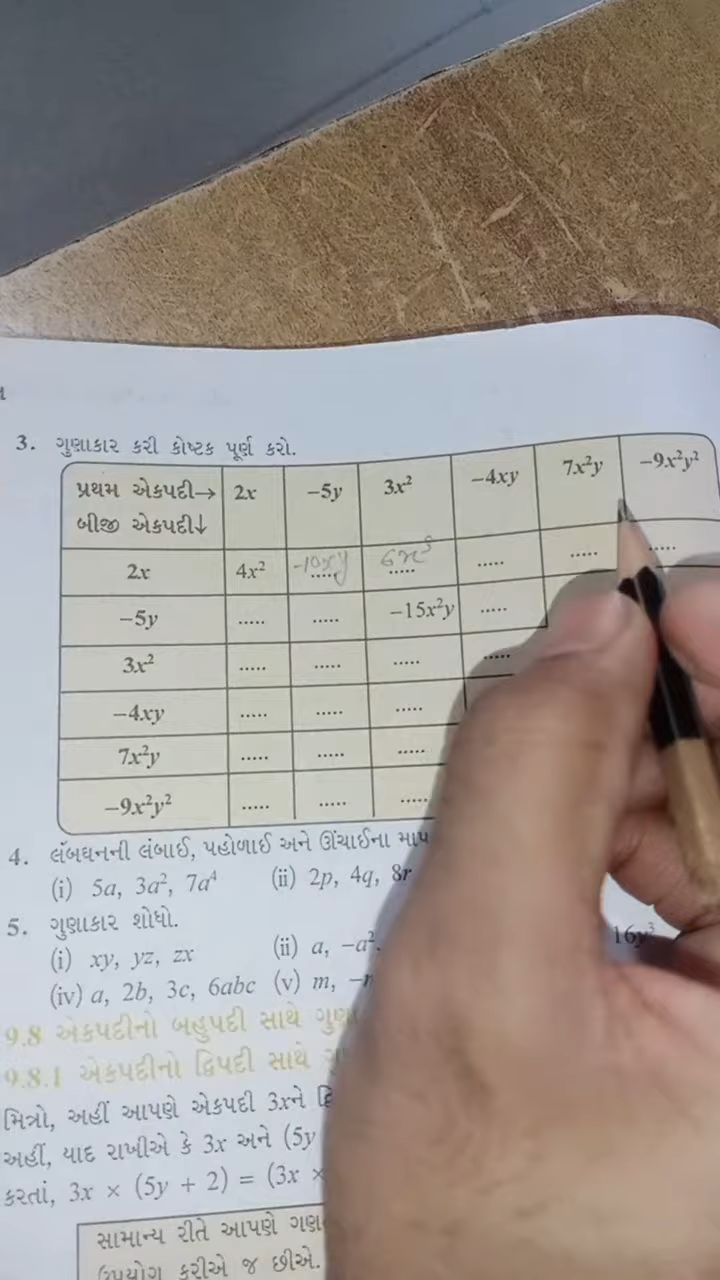 3. ગુણાકાર કરી કોષ્ટક પૂર્ણ કરો.
પ્રથમ એકપદી→ 2x -5y 3x² -4xy 7x²y -9x²y²
બીજી એકપદી↓
2x 4x² -10xy ..... 6x³ ..... ..... ..... .....
-5y ..... ..... -15x²y .....
3x² ..... ..... ..... .....
-4xy ..... ..... .....
7x²y ..... ..... .....
-9x²y² ..... ..... .....
4. લંબઘનની લંબાઈ, પહોળાઈ અને ઊંચાઈના માપ
(i) 5a, 3a², 7a⁴ (ii) 2p, 4q, 8r
5. ગુણાકાર શોધો.
(i) xy, yz, zx (ii) a, -a² 16y³
(iv) a, 2b, 3c, 6abc (v) m,
9.8 એકપદીનો બહુપદી સાથે
9.8.1 એકપદીનો દ્વિપદી સાથે
મિત્રો, અહીં આપણે એકપદી 3xને
અહીં, યાદ રાખીએ કે 3x અને (5y
કરતાં, 3x × (5y + 2) = (3x ×
સામાન્ય રીતે આપણે
ઉપયોગ કરીએ જ છીએ.